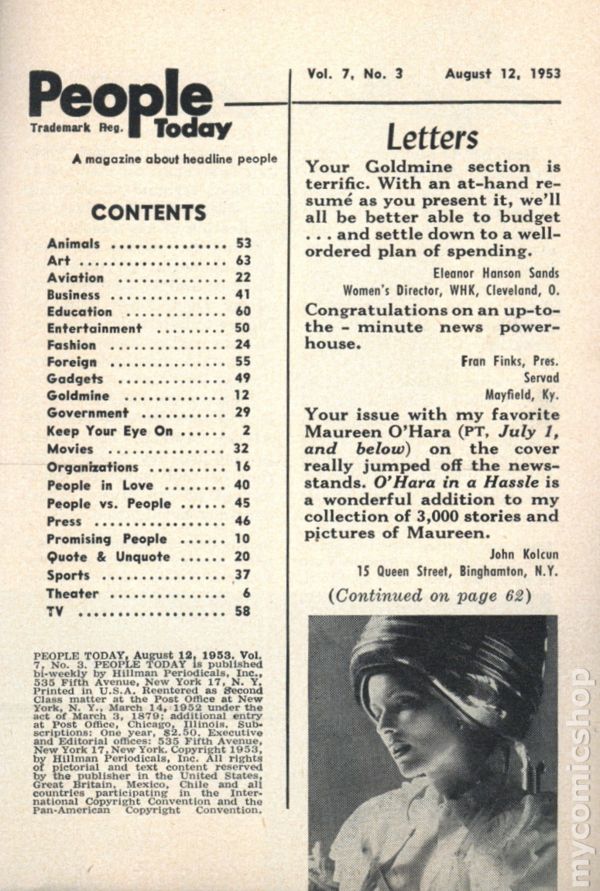 People
Trademark Reg. Today
A magazine about headline people
CONTENTS
Animals ............... 53
Art .................. 63
Aviation .............. 22
Business .............. 41
Education ............. 60
Entertainment ......... 50
Fashion ............... 24
Foreign ............... 55
Gadgets ............... 49
Goldmine .............. 12
Government ............ 29
Keep Your Eye On ...... 2
Movies ............... 32
Organizations ......... 16
People in Love ........ 40
People vs. People ..... 45
Press ................. 46
Promising People ...... 10
Quote & Unquote ....... 20
Sports ................ 37
Theater ............... 6
TV ................... 58
PEOPLE TODAY, August 12, 1953. Vol.
7, No. 3. PEOPLE TODAY is published
bi-weekly by Hillman Periodicals, Inc.,
535 Fifth Avenue, New York 17, N. Y.
Printed in U.S.A. Reentered as Second
Class matter at the Post Office at New
York, N. Y., March 14, 1952 under the
act of March 3, 1879; additional entry
at Post Office, Chicago, Illinois. Sub-
scriptions: One year, $2.50. Executive
and Editorial offices: 535 Fifth Avenue,
New York 17, New York. Copyright 1953,
by Hillman Periodicals, Inc. All rights
of pictorial and text content reserved
by the publisher in the United States,
Great Britain, Mexico, Chile and all
countries participating in the Inter-
national Copyright Convention and the
Pan-American Copyright Convention.
Vol. 7, No. 3 August 12, 1953
Letters
Your Goldmine section is
terrific. With an at-hand re-
sumé as you present it, we'll
all be better able to budget
. . . and settle down to a well-
ordered plan of spending.
Eleanor Hanson Sands
Women's Director, WHK, Cleveland, O.
Congratulations on an up-to-
the - minute news power-
house.
Fran Finks, Pres.
Servad
Mayfield, Ky.
Your issue with my favorite
Maureen O'Hara (PT, July 1,
and below) on the cover
really jumped off the news-
stands. O'Hara in a Hassle is
a wonderful addition to my
collection of 3,000 stories and
pictures of Maureen.
John Kolcun
15 Queen Street, Binghamton, N.Y.
(Continued on page 62)
mycomicshop